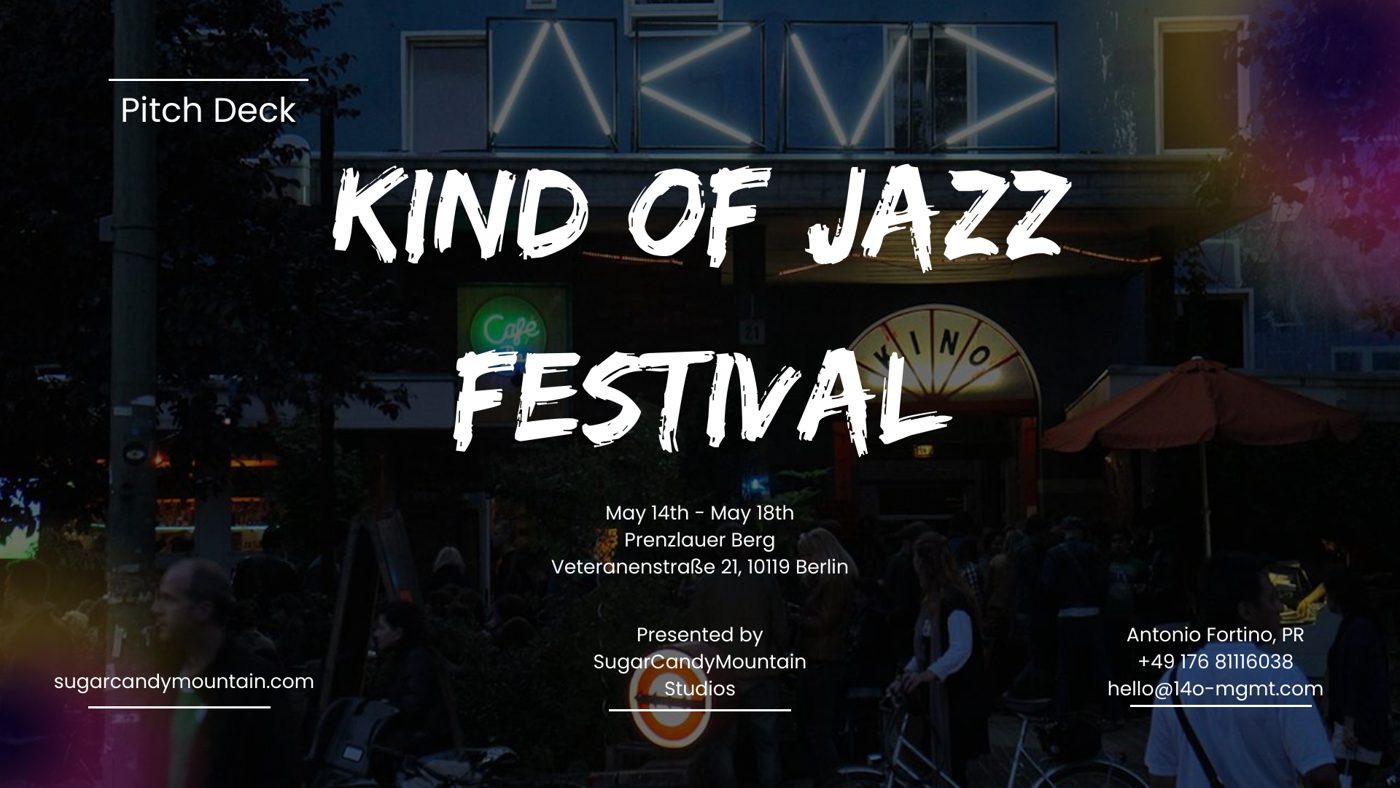 Pitch Deck
KIND OF JAZZ
Café
21
KINO
FESTIVAL
May 14th - May 18th
Prenzlauer Berg
Veteranenstraße 21, 10119 Berlin
Presented by
SugarCandyMountain
Studios
sugarcandymountain.com
Antonio Fortino, PR
+49 176 81116038
hello@14o-mgmt.com